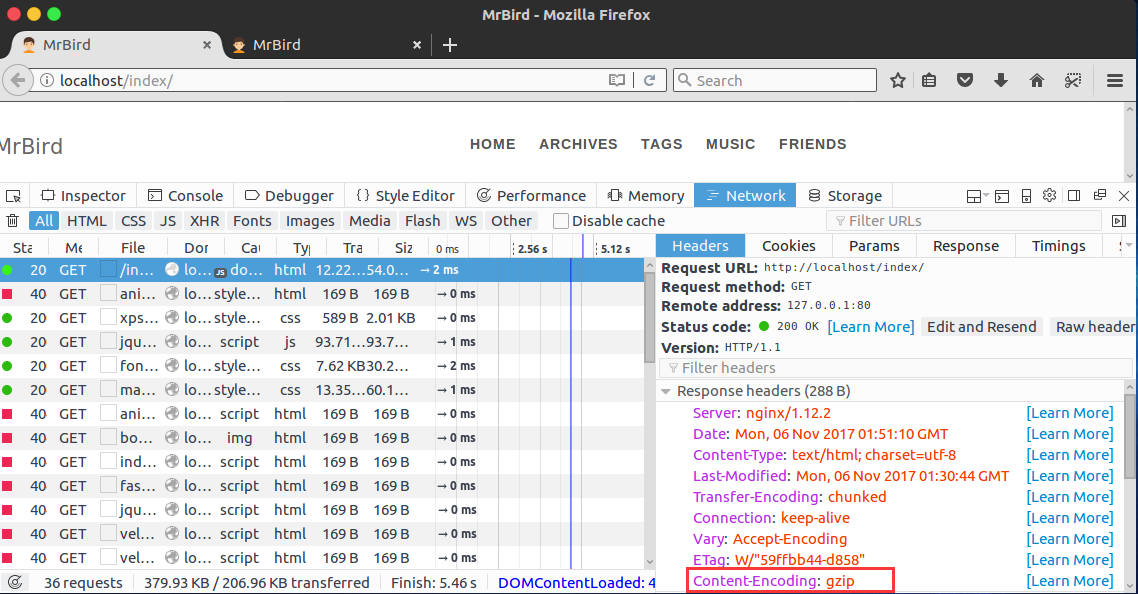 MrBird - Mozilla Firefox
MrBird × MrBird × +
localhost/index/ Search
MrBird
HOME ARCHIVES TAGS MUSIC FRIENDS
Inspector Console Debugger {} Style Editor Performance Memory Network Storage
All HTML CSS JS XHR Fonts Images Media Flash WS Other Disable cache Filter URLs
Sta Me File Dor Ca Ty Tra Siz 0 ms 2.56 s 5.12 s Headers Cookies Params Response Timings
20 GET /in… lo… JS do… html 12.22… 54.0… → 2 ms
40 GET ani… lo… style… html 169 B 169 B → 0 ms
20 GET xps… lo… style… css 589 B 2.01 KB → 0 ms
20 GET jqu… lo… script js 93.71… 93.7… → 1 ms
20 GET fon… lo… style… css 7.62 KB 30.2… → 2 ms
20 GET ma… lo… style… css 13.35… 60.1… → 1 ms
40 GET ani… lo… script html 169 B 169 B → 0 ms
40 GET bo… lo… img html 169 B 169 B → 0 ms
40 GET ind… lo… script html 169 B 169 B → 0 ms
40 GET fas… lo… script html 169 B 169 B → 0 ms
40 GET jqu… lo… script html 169 B 169 B → 0 ms
40 GET vel… lo… script html 169 B 169 B → 0 ms
40 GET vel… lo… script html 169 B 169 B → 0 ms
36 requests 379.93 KB / 206.96 KB transferred Finish: 5.46 s DOMContentLoaded: 4
Request URL: http://localhost/index/
Request method: GET
Remote address: 127.0.0.1:80
Status code: 200 OK [Learn More] Edit and Resend Raw header
Version: HTTP/1.1
Filter headers
Response headers (288 B)
Server: nginx/1.12.2 [Learn More]
Date: Mon, 06 Nov 2017 01:51:10 GMT [Learn More]
Content-Type: text/html; charset=utf-8 [Learn More]
Last-Modified: Mon, 06 Nov 2017 01:30:44 GMT [Learn More]
Transfer-Encoding: chunked [Learn More]
Connection: keep-alive [Learn More]
Vary: Accept-Encoding [Learn More]
ETag: W/"59ffbb44-d858" [Learn More]
Content-Encoding: gzip [Learn More]